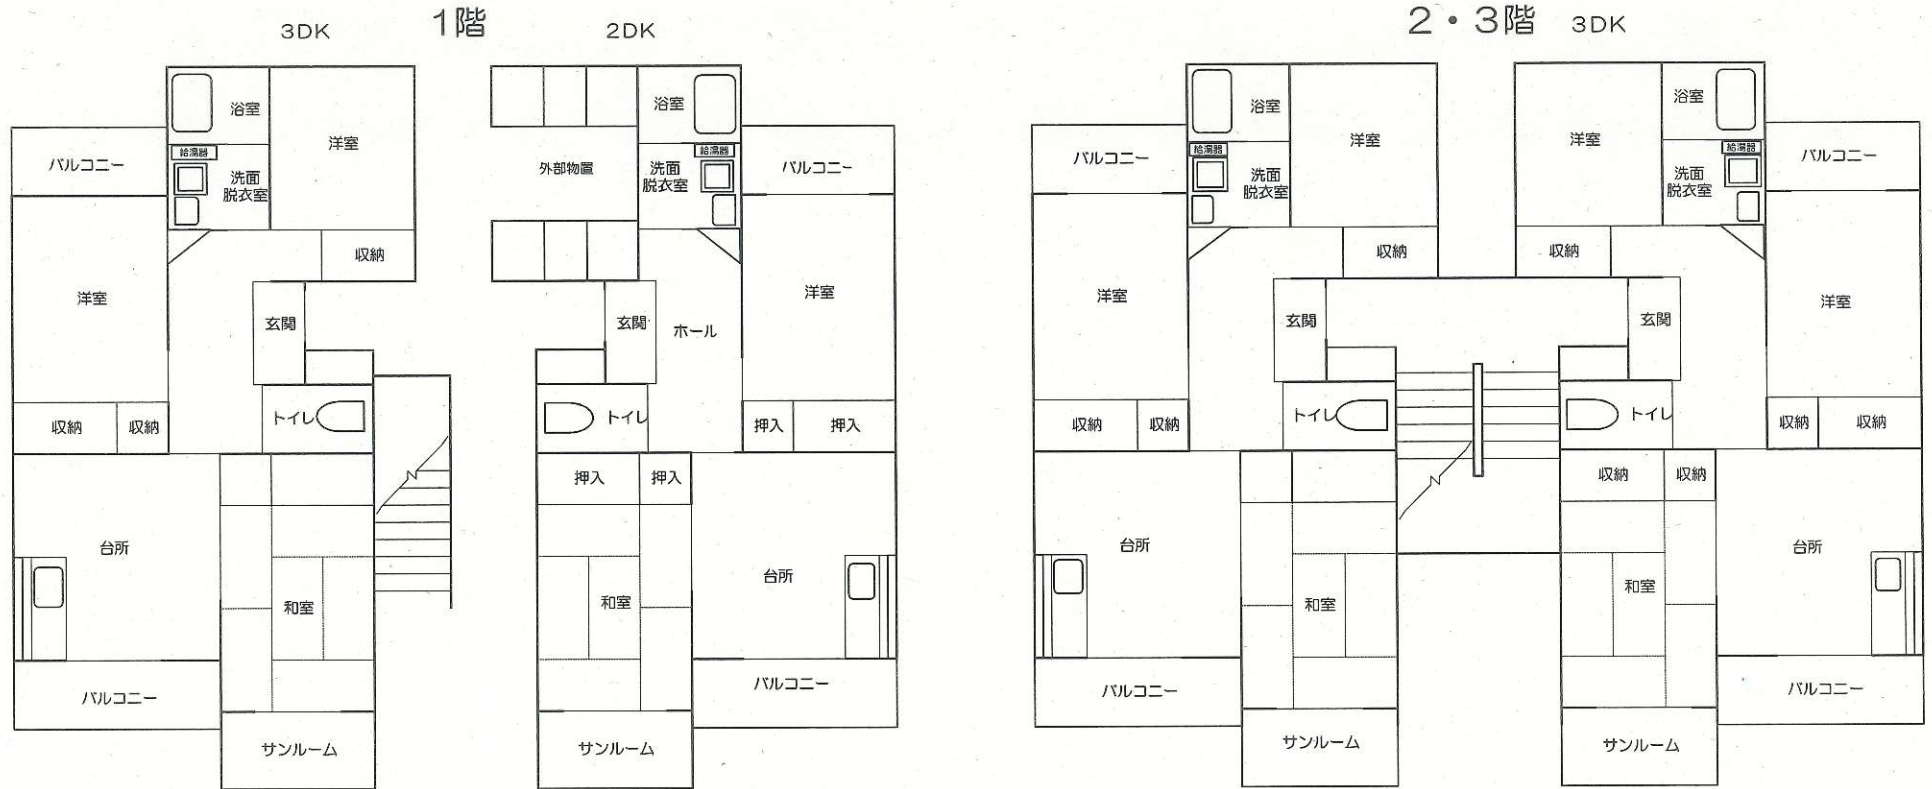 1階
3DK
2DK
浴室
洋室
バルコニー
給湯器
洗面
脱衣室
収納
洋室
玄関
トイレ
収納
収納
台所
和室
バルコニー
サンルーム
浴室
外部物置
給湯器
洗面
脱衣室
バルコニー
洋室
玄関
ホール
トイレ
押入
押入
押入
押入
台所
和室
バルコニー
サンルーム
2・3階 3DK
浴室
洋室
バルコニー
給湯器
洗面
脱衣室
収納
洋室
玄関
トイレ
収納
収納
台所
和室
バルコニー
サンルーム
洋室
浴室
給湯器
洗面
脱衣室
バルコニー
収納
玄関
洋室
トイレ
収納
収納
収納
収納
台所
和室
バルコニー
サンルーム